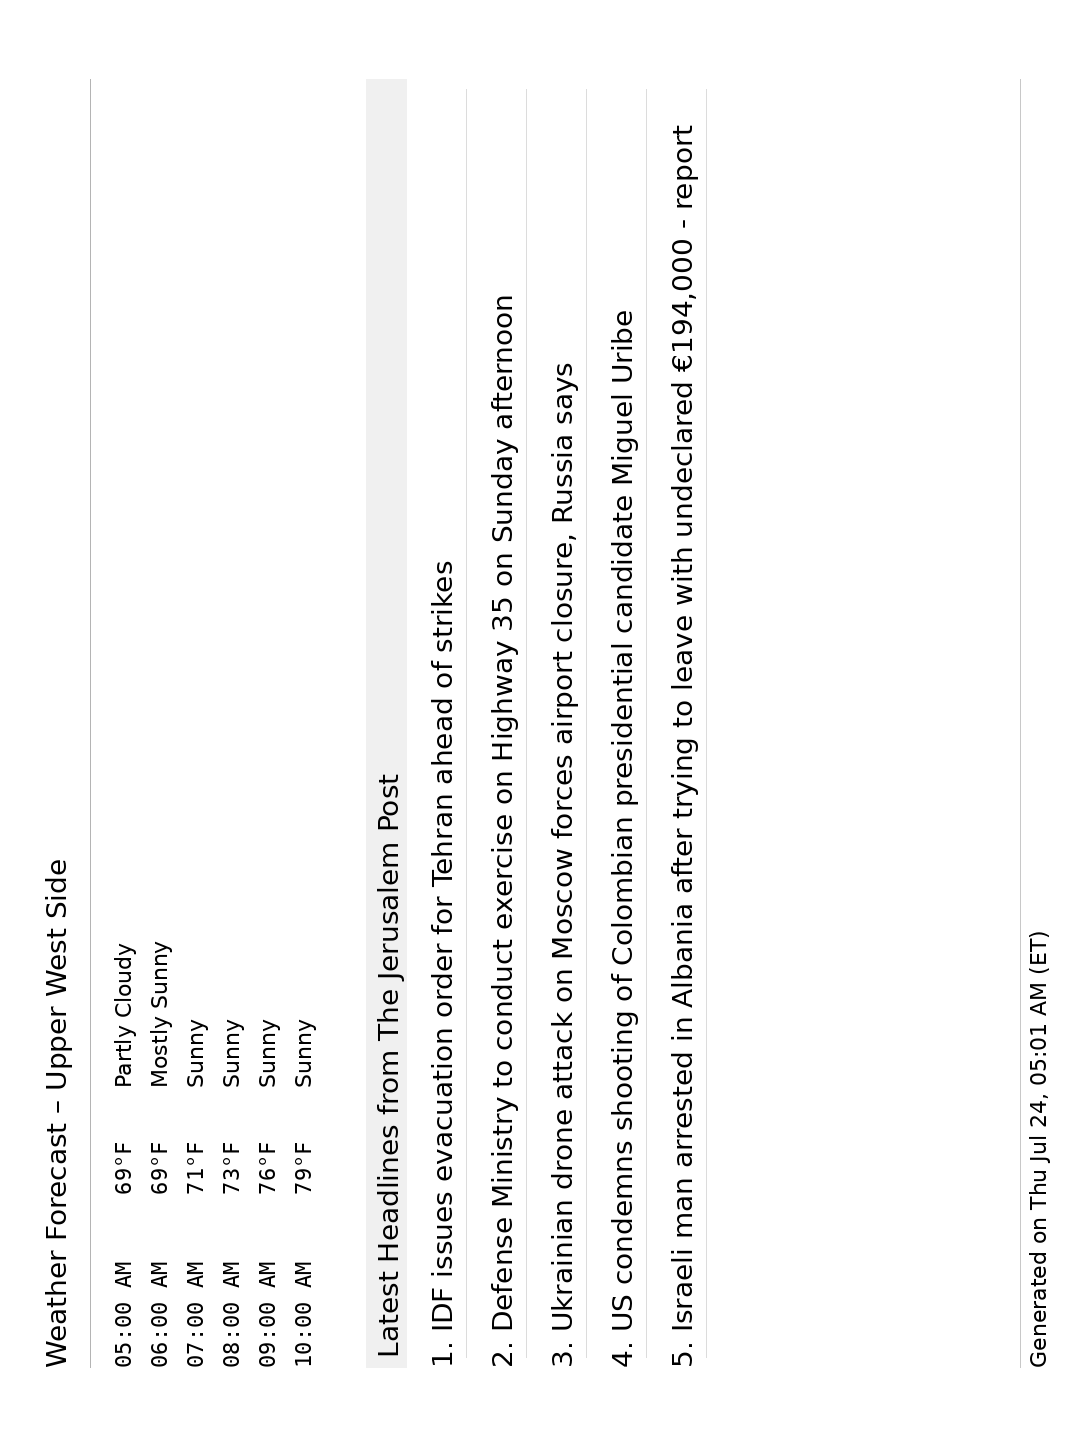 Weather Forecast – Upper West Side
05:00 AM 69°F Partly Cloudy
06:00 AM 69°F Mostly Sunny
07:00 AM 71°F Sunny
08:00 AM 73°F Sunny
09:00 AM 76°F Sunny
10:00 AM 79°F Sunny
Latest Headlines from The Jerusalem Post
1. IDF issues evacuation order for Tehran ahead of strikes
2. Defense Ministry to conduct exercise on Highway 35 on Sunday afternoon
3. Ukrainian drone attack on Moscow forces airport closure, Russia says
4. US condemns shooting of Colombian presidential candidate Miguel Uribe
5. Israeli man arrested in Albania after trying to leave with undeclared €194,000 - report
Generated on Thu Jul 24, 05:01 AM (ET)